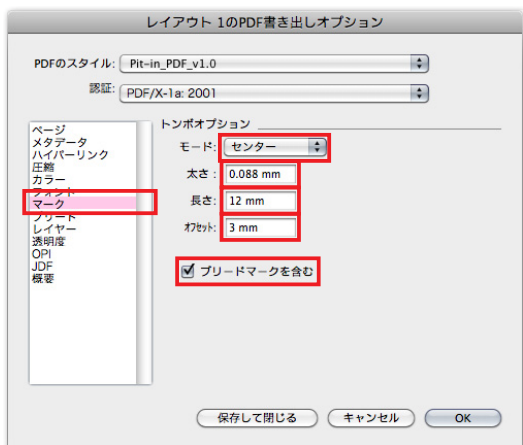 レイアウト 1のPDF書き出しオプション
PDFのスタイル: Pit-in_PDF_v1.0
認証: PDF/X-1a: 2001
ページ
メタデータ
ハイパーリンク
圧縮
カラー
フォント
マーク
ブリード
レイヤー
透明度
OPI
JDF
概要
トンボオプション
モード: センター
太さ: 0.088 mm
長さ: 12 mm
オフセット: 3 mm
ブリードマークを含む
保存して閉じる キャンセル OK